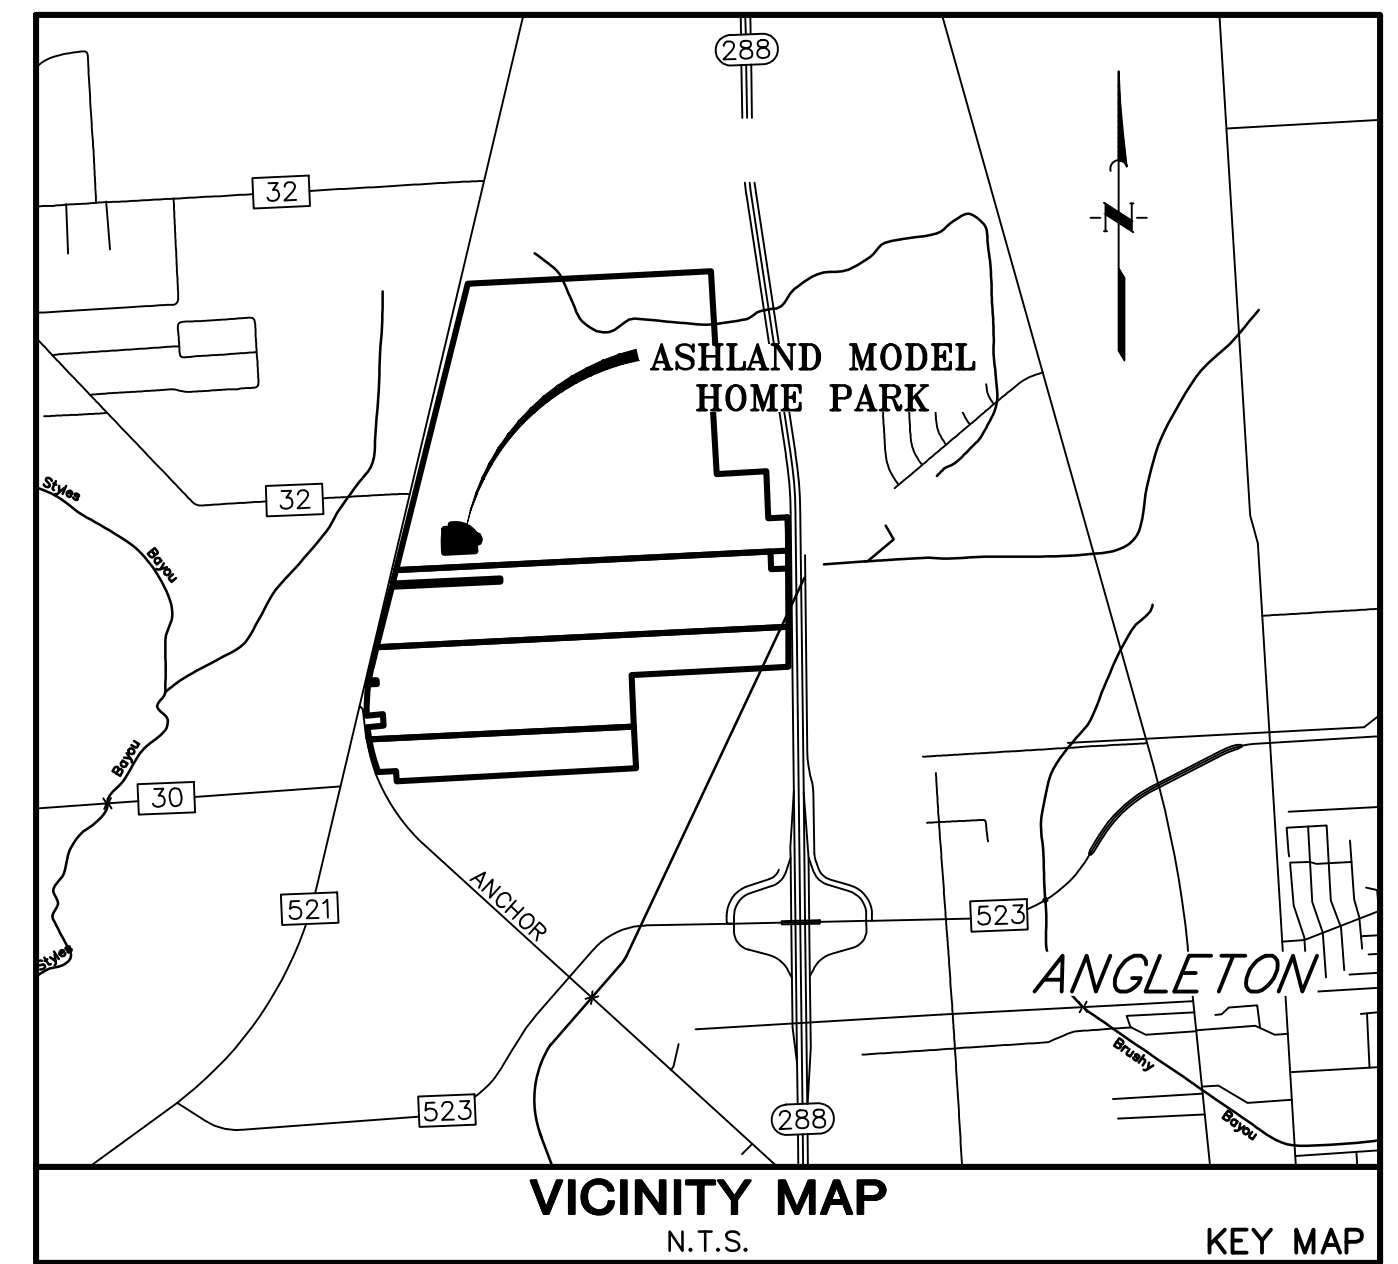 288
32
ASHLAND MODEL
HOME PARK
32
Styles
Bayou
Bayou
30
521
ANCHOR
523
Styles
ANGLETON
Brushy
Bayou
523
288
VICINITY MAP
N.T.S.
KEY MAP
N